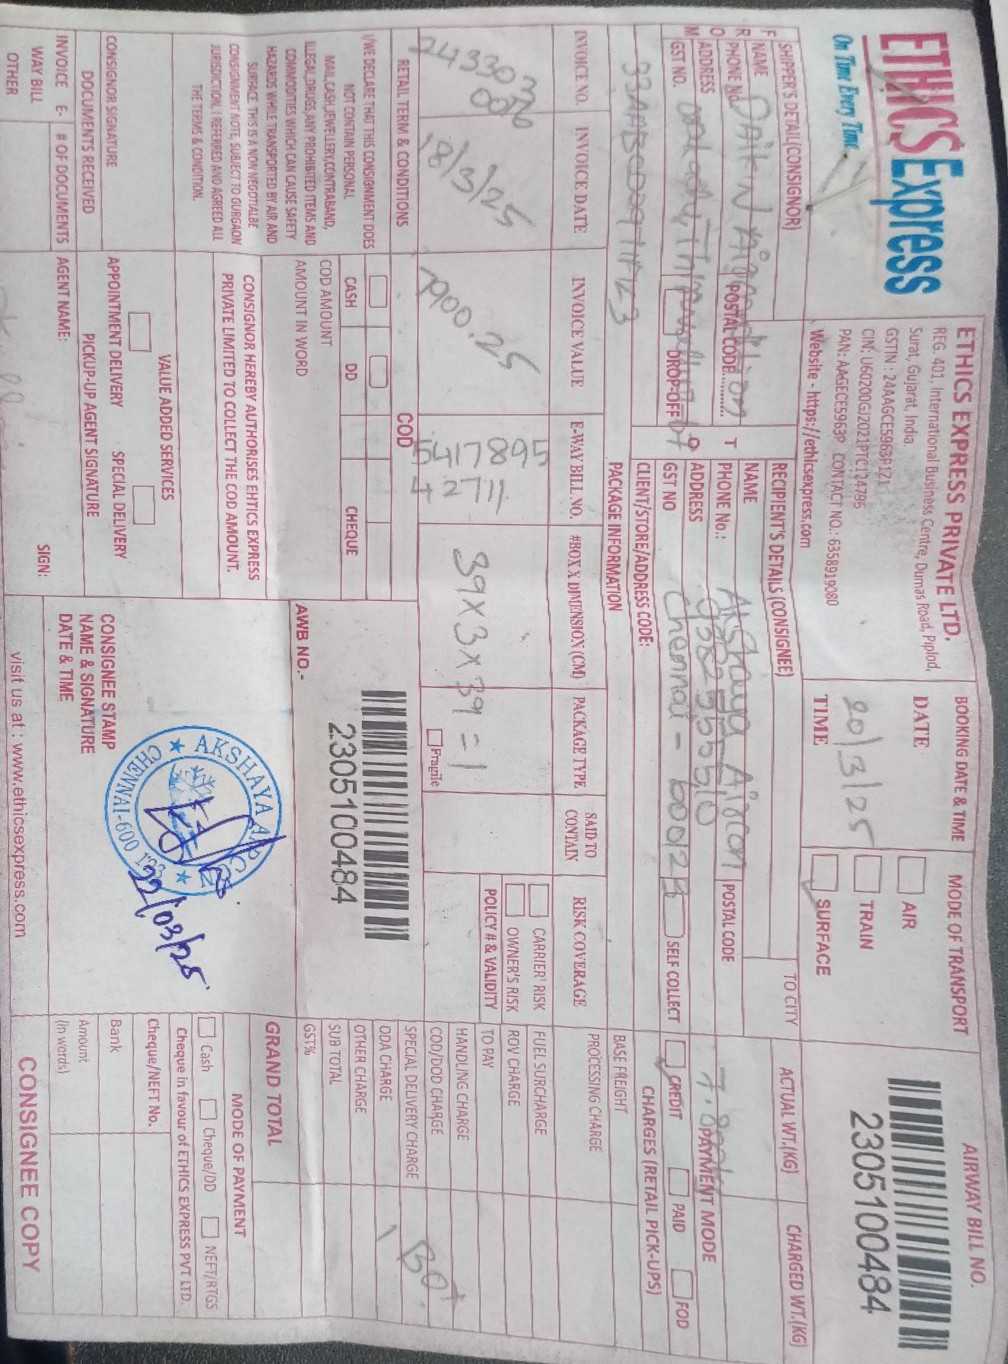 ETHICS Express
On Time Every Time
ETHICS EXPRESS PRIVATE LTD.
REG. 401, International Business Centre, Dumas Road, Piplod,
Surat, Gujarat, India
GSTIN : 24AAGCE5963P1Z1
CIN: U60200GJ2021PTC124796
PAN: AAGECE5963P CONTACT NO.: 6358919080
Website - https://ethicsexpress.com
BOOKING DATE & TIME
DATE
20/3/25
TIME
MODE OF TRANSPORT
AIR
TRAIN
SURFACE
AIRWAY BILL NO.
2305100484
SHIPPER'S DETAIL(CONSIGNOR)
FROM
NAME DAikiN Aircondition
PHONE No
POSTAL CODE
ADDRESS
GST NO.
DROP-OFF
RECIPIENT'S DETAILS (CONSIGNEE)
TO
NAME Akshaya Aircon
PHONE No.:
POSTAL CODE
ADDRESS Chennai - 600123
GST NO
SELF COLLECT
CLIENT/STORE/ADDRESS CODE:
TO CITY
ACTUAL WT.(KG)
CHARGED WT.(KG)
PAYMENT MODE
CREDIT
PAID
FOD
PACKAGE INFORMATION
CHARGES (RETAIL PICK-UPS)
INVOICE NO.
INVOICE DATE
INVOICE VALUE
E-WAY BILL NO.
#BOX X DIMENSION (CM)
PACKAGE TYPE
SAID TO CONTAIN
RISK COVERAGE
18/3/25
7900.25
5417895
42711
39 x 3 x 39 = 1
Fragile
CARRIER' RISK
OWNER'S RISK
POLICY # & VALIDITY
BASE FREIGHT
PROCESSING CHARGE
FUEL SURCHARGE
ROV CHARGE
TO PAY
HANDLING CHARGE
COD/DOD CHARGE
SPECIAL DELIVERY CHARGE
ODA CHARGE
OTHER CHARGE
SUB TOTAL
GST%
GRAND TOTAL
RETAIL TERM & CONDITIONS
I/WE DECLARE THAT THIS CONSIGNMENT DOES
NOT CONTAIN PERSONAL
MAIL,CASH,JEWELLERY,CONTRABAND,
ILLEGAL,DRUGS,ANY PROHIBITED ITEMS AND
COMMODITIES WHICH CAN CAUSE SAFETY
HAZARDS WHILE TRANSPORTED BY AIR AND
SURFACE. THIS IS A NON NEGOTIALBE
CONSIGNMENT NOTE, SUBJECT TO GURGAON
JURISDICTION, I REFERRED AND AGREED ALL
THE TERMS & CONDITION.
COD
CASH
DD
CHEQUE
COD AMOUNT
AMOUNT IN WORD
CONSIGNOR HEREBY AUTHORISES EHTICS EXPRESS
PRIVATE LIMITED TO COLLECT THE COD AMOUNT.
VALUE ADDED SERVICES
APPOINTMENT DELIVERY
SPECIAL DELIVERY
CONSIGNOR SIGNATURE
PICKUP-UP AGENT SIGNATURE
DOCUMENTS RECEIVED
INVOICE E-
# OF DOCUMENTS
WAY BILL
OTHER
AGENT NAME:
SIGN:
AWB NO.-
2305100484
CONSIGNEE STAMP
NAME & SIGNATURE
DATE & TIME
22/03/25
MODE OF PAYMENT
Cash
Cheque/DD
NEFT/RTGS
Cheque in favour of ETHICS EXPRESS PVT LTD.
Cheque/NEFT No.
Bank
Amount
(In words)
visit us at : www.ethicsexpress.com
CONSIGNEE COPY